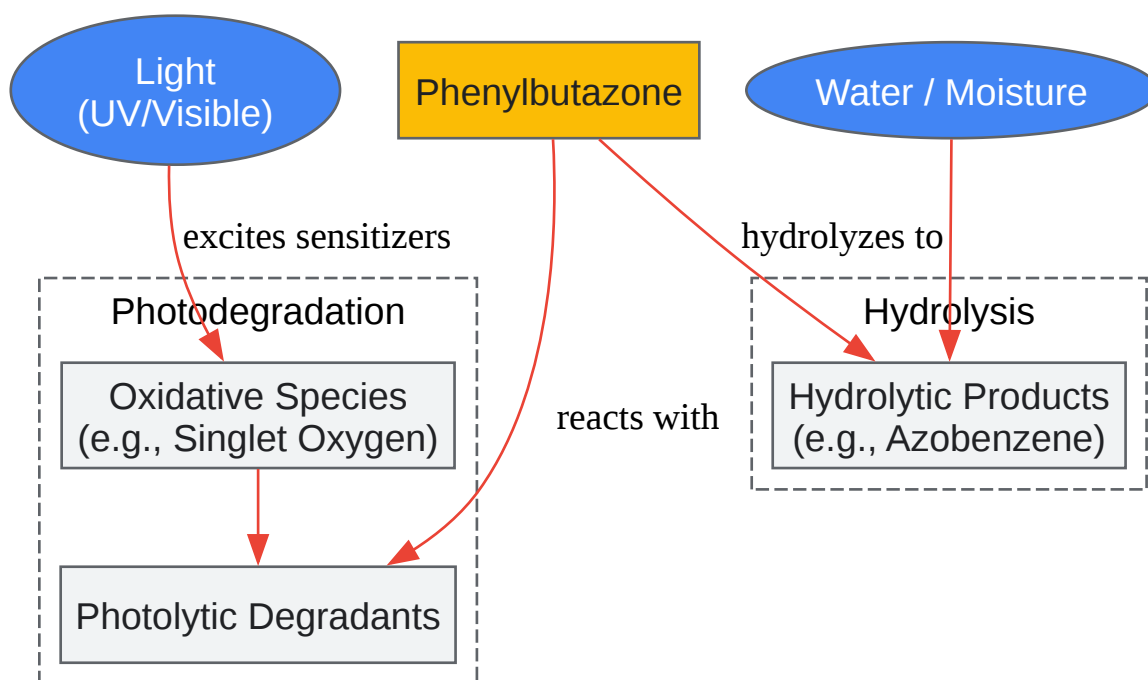 Light
(UV/Visible)
Phenylbutazone
Water / Moisture
excites sensitizers
hydrolyzes to
Photodegradation
Hydrolysis
Oxidative Species
(e.g., Singlet Oxygen)
reacts with
Hydrolytic Products
(e.g., Azobenzene)
Photolytic Degradants